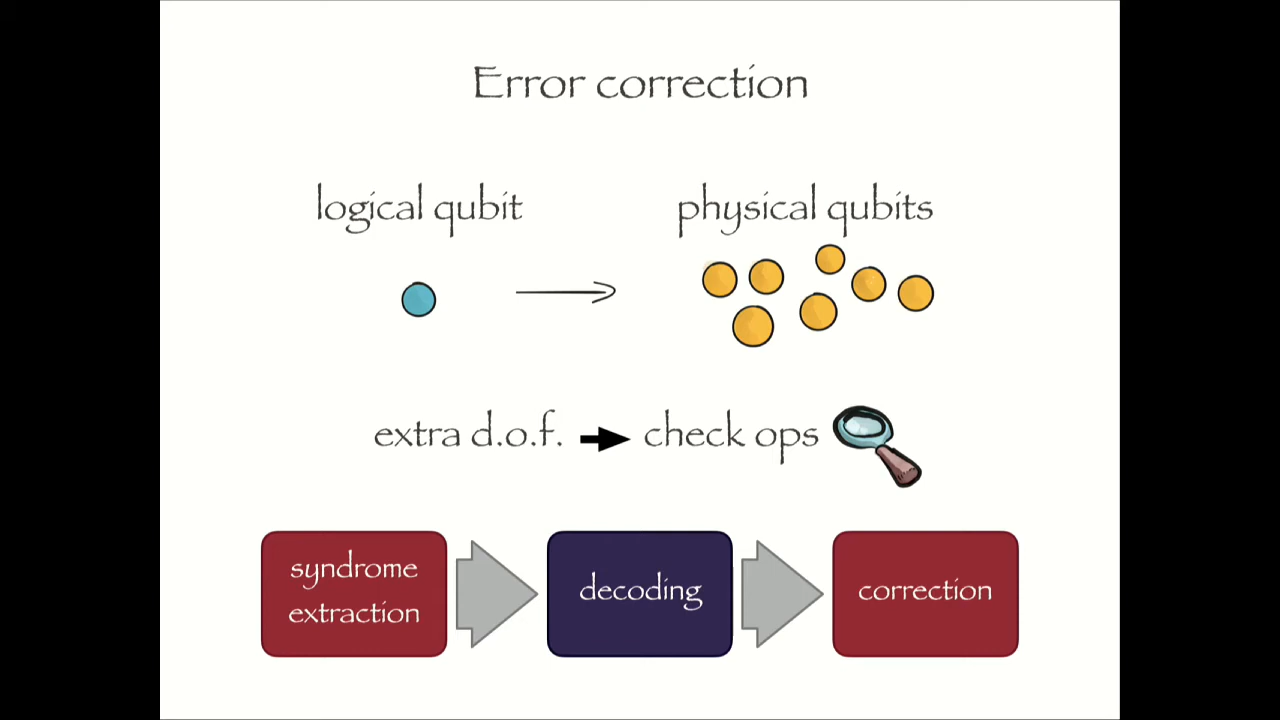 Error correction
logical qubit
physical qubits
extra d.o.f.
check ops
syndrome
extraction
decoding
correction